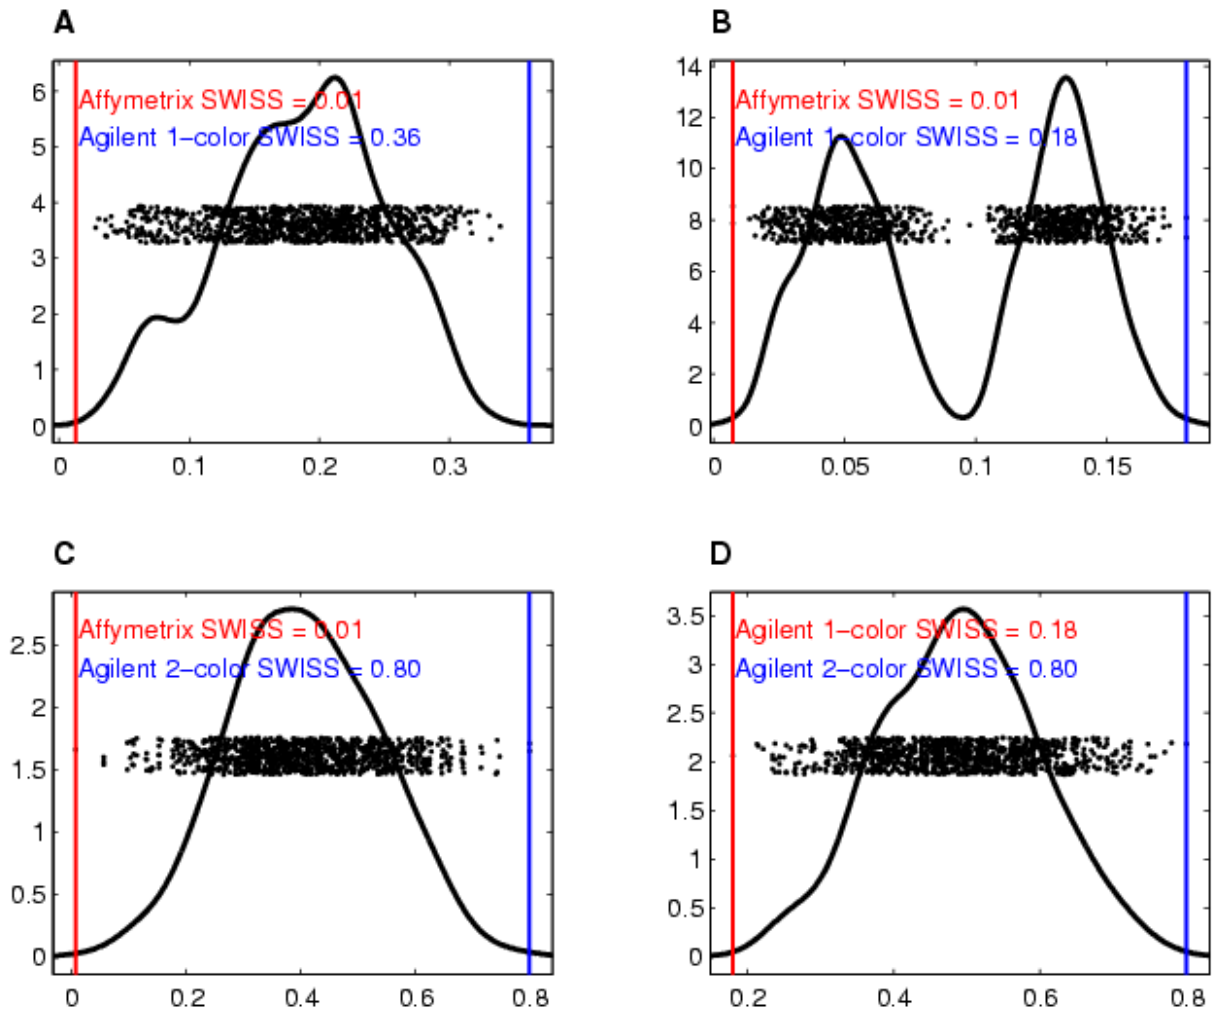 A
6
5
4
3
2
1
0
Affymetrix SWISS = 0.01
Agilent 1−color SWISS = 0.36
0 0.1 0.2 0.3
B
14
12
10
8
6
4
2
0
Affymetrix SWISS = 0.01
Agilent 1−color SWISS = 0.18
0 0.05 0.1 0.15
C
2.5
2
1.5
1
0.5
0
Affymetrix SWISS = 0.01
Agilent 2−color SWISS = 0.80
0 0.2 0.4 0.6 0.8
D
3.5
3
2.5
2
1.5
1
0.5
0
Agilent 1−color SWISS = 0.18
Agilent 2−color SWISS = 0.80
0.2 0.4 0.6 0.8